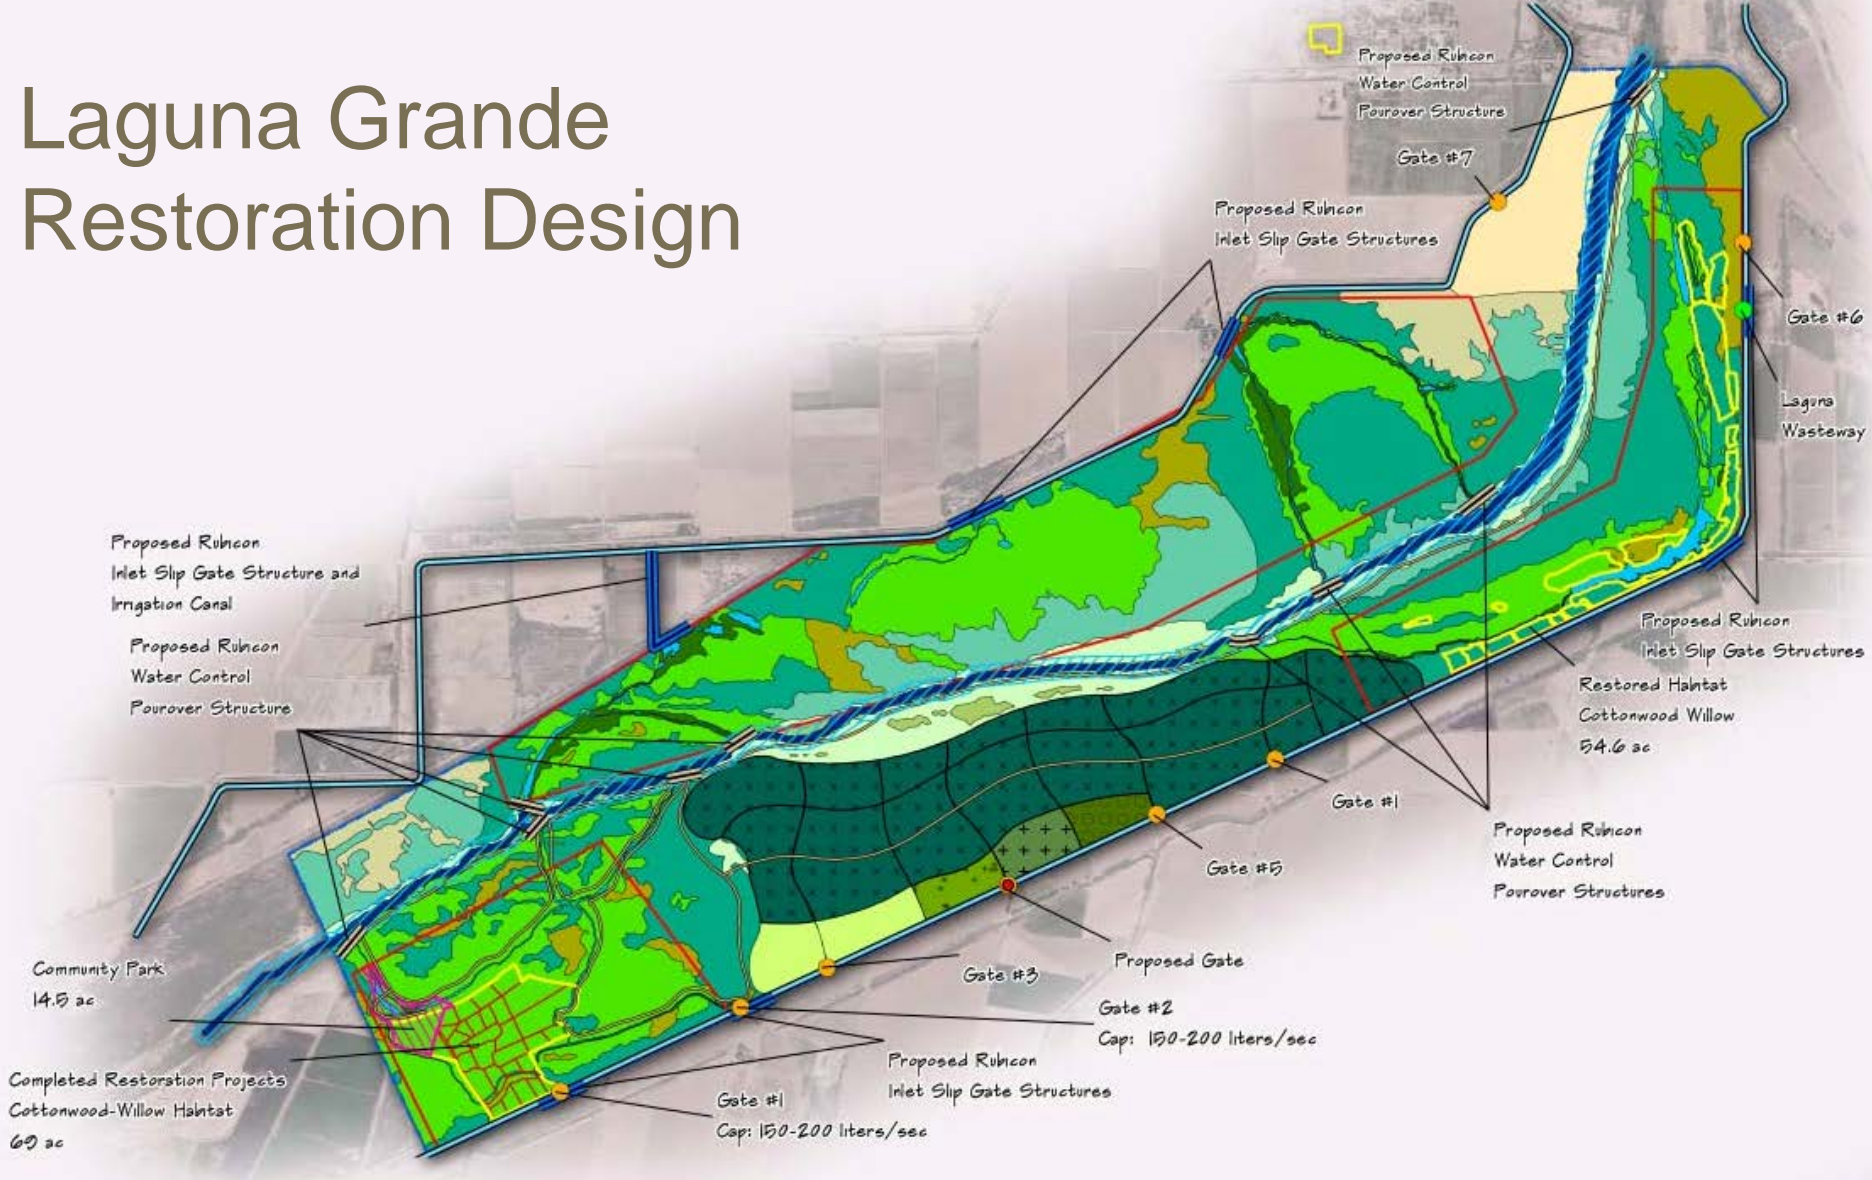 Laguna Grande
Restoration Design
Proposed Rubicon
Water Control
Pourover Structure
Gate #7
Proposed Rubicon
Inlet Slip Gate Structures
Gate #6
Laguna
Wasteway
Proposed Rubicon
Inlet Slip Gate Structure and
Irrigation Canal
Proposed Rubicon
Water Control
Pourover Structure
Proposed Rubicon
Inlet Slip Gate Structures
Restored Habitat
Cottonwood Willow
54.6 ac
Gate #1
Proposed Rubicon
Water Control
Pourover Structures
Gate #5
Proposed Gate
Gate #3
Gate #2
Cap: 150-200 liters/sec
Proposed Rubicon
Inlet Slip Gate Structures
Gate #1
Cap: 150-200 liters/sec
Community Park
14.5 ac
Completed Restoration Projects
Cottonwood-Willow Habitat
69 ac